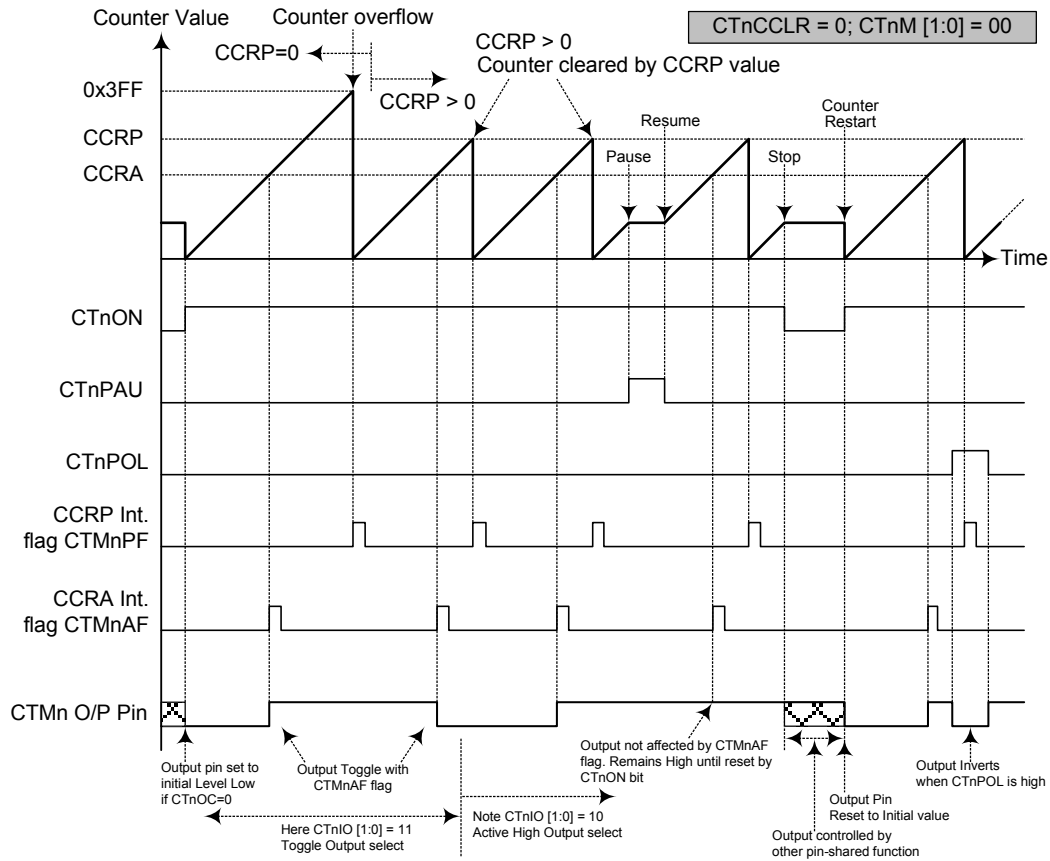 Counter Value
Counter overflow
CTnCCLR = 0; CTnM [1:0] = 00
CCRP=0
CCRP > 0
CCRP > 0
Counter cleared by CCRP value
0x3FF
CCRP
CCRA
Pause
Resume
Stop
Counter
Restart
Time
CTnON
CTnPAU
CTnPOL
CCRP Int.
flag CTMnPF
CCRA Int.
flag CTMnAF
CTMn O/P Pin
Output pin set to
initial Level Low
if CTnOC=0
Output Toggle with
CTMnAF flag
Here CTnIO [1:0] = 11
Toggle Output select
Note CTnIO [1:0] = 10
Active High Output select
Output not affected by CTMnAF
flag. Remains High until reset by
CTnON bit
Output controlled by
other pin-shared function
Output Pin
Reset to Initial value
Output Inverts
when CTnPOL is high